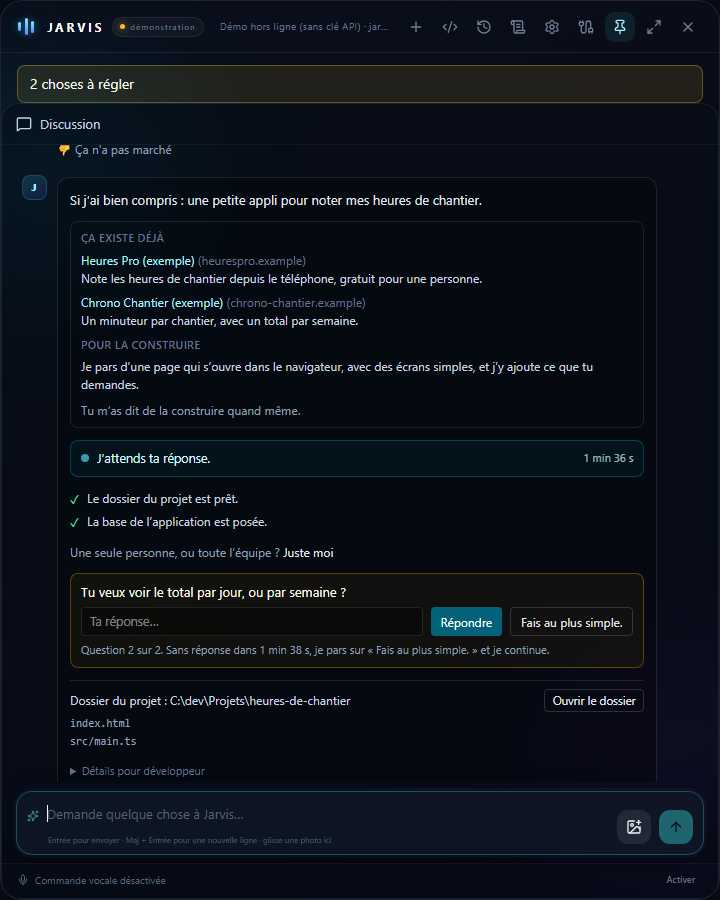 JARVIS
démonstration
Démo hors ligne (sans clé API) · jar...
2 choses à régler
Discussion
Ça n'a pas marché
J
Si j'ai bien compris : une petite appli pour noter mes heures de chantier.
ÇA EXISTE DÉJÀ
Heures Pro (exemple) (heurespro.example)
Note les heures de chantier depuis le téléphone, gratuit pour une personne.
Chrono Chantier (exemple) (chrono-chantier.example)
Un minuteur par chantier, avec un total par semaine.
POUR LA CONSTRUIRE
Je pars d'une page qui s'ouvre dans le navigateur, avec des écrans simples, et j'y ajoute ce que tu
demandes.
Tu m'as dit de la construire quand même.
J'attends ta réponse.
1 min 36 s
Le dossier du projet est prêt.
La base de l'application est posée.
Une seule personne, ou toute l'équipe ? Juste moi
Tu veux voir le total par jour, ou par semaine ?
Ta réponse...
Répondre
Fais au plus simple.
Question 2 sur 2. Sans réponse dans 1 min 38 s, je pars sur « Fais au plus simple. » et je continue.
Dossier du projet : C:\dev\Projets\heures-de-chantier
Ouvrir le dossier
index.html
src/main.ts
Détails pour développeur
Demande quelque chose à Jarvis...
Entrée pour envoyer · Maj + Entrée pour une nouvelle ligne · glisse une photo ici
Commande vocale désactivée
Activer